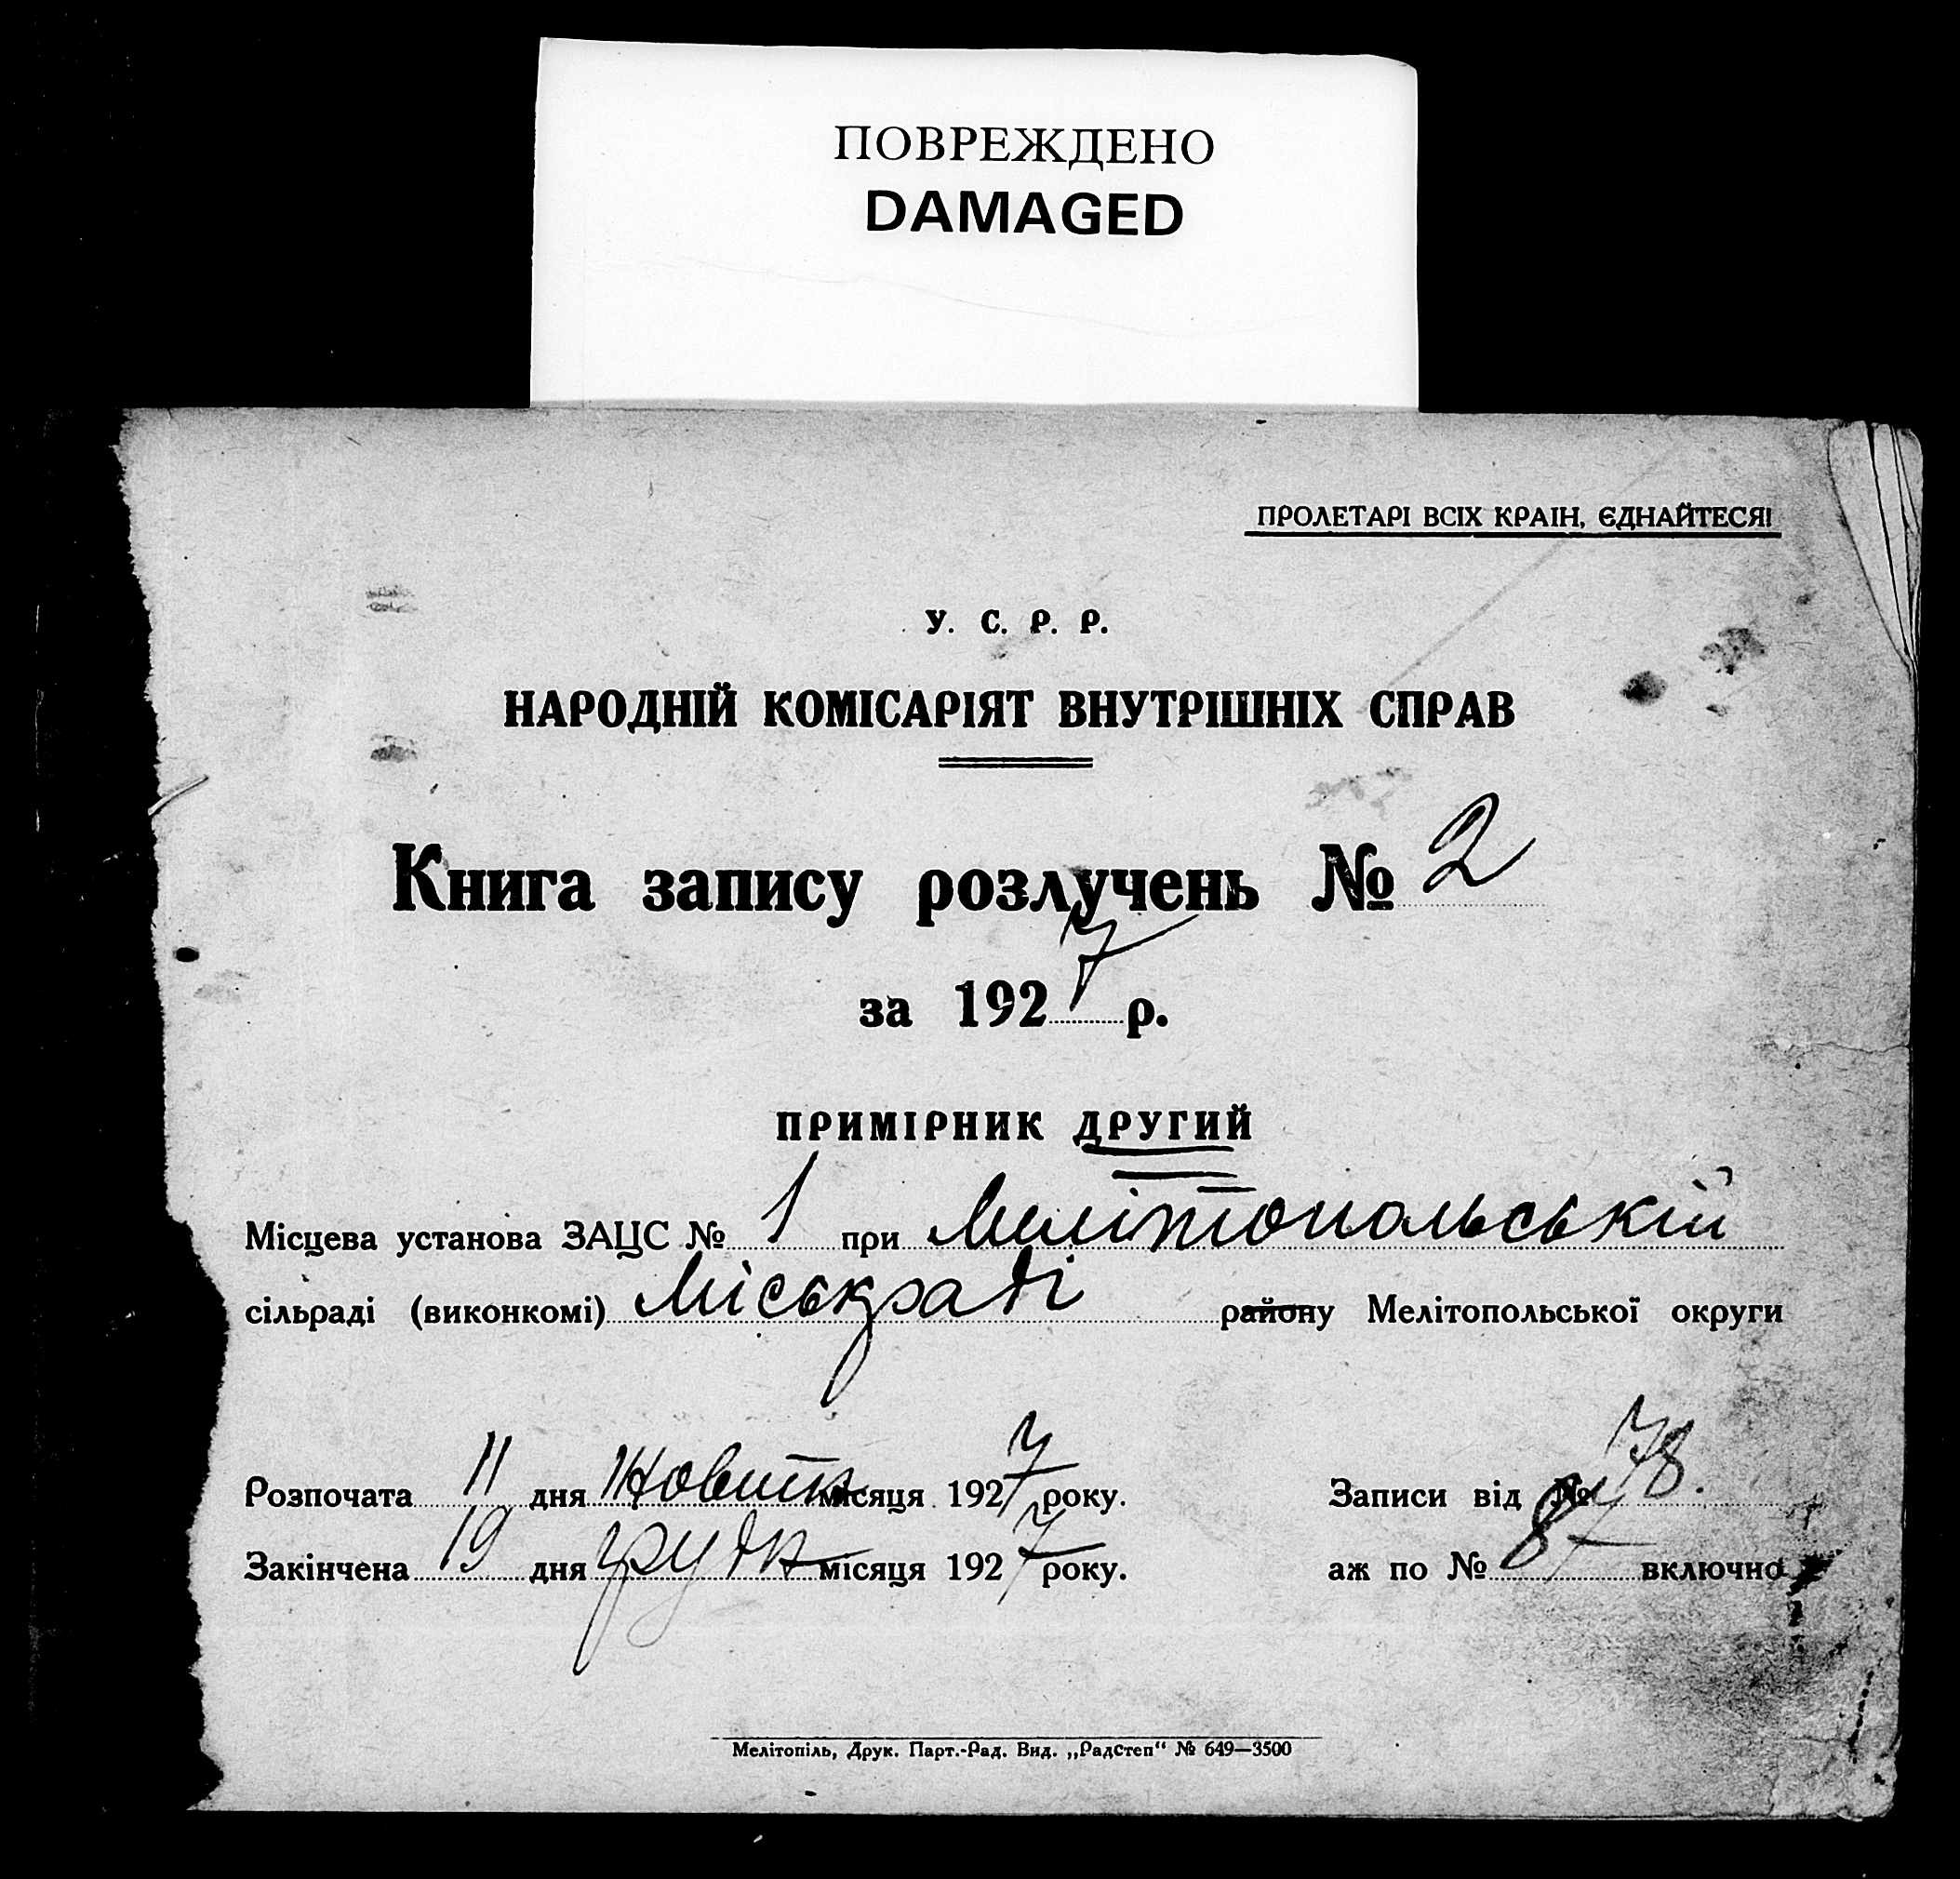 ПОВРЕЖДЕНО
DAMAGED
ПРОЛЕТАРІ ВСІХ КРАІН, ЄДНАЙТЕСЯ!
У. С. Р. Р.
НАРОДНІЙ КОМІСАРІЯТ ВНУТРІШНІХ СПРАВ
Книга запису розлучень № 2
за 1927 р.
ПРИМІРНИК ДРУГИЙ
Місцева установа ЗАЦС № 1 при Мелітопольській
сільраді (виконкомі) Міськраді району Мелітопольської округи
Розпочата 11 дня Жовтня місяця 1927 року. Записи від № 78.
Закінчена 19 дня грудн місяця 1927 року. аж по № 87 включно
Мелітопіль, Друк. Парт.-Рад. Вид. „РадСтеп" № 649—3500